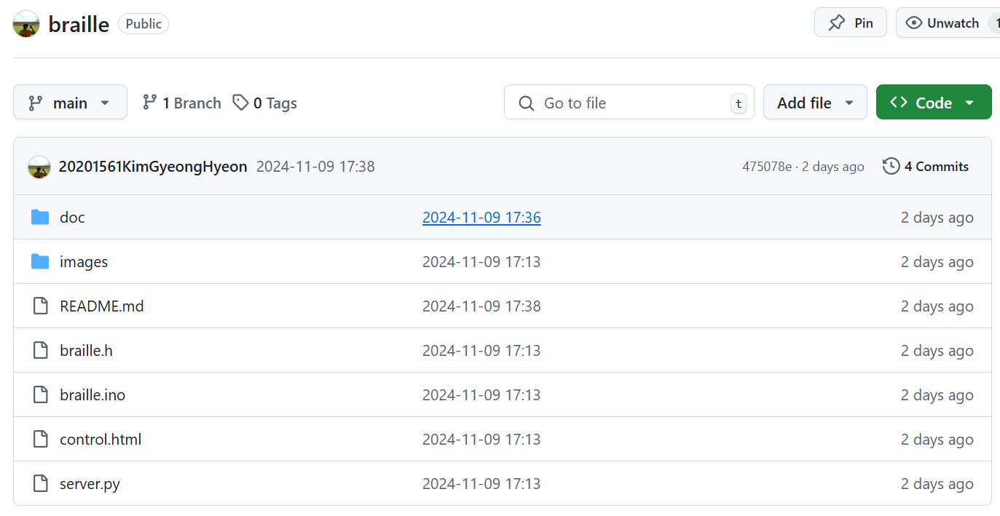 braille Public Pin Unwatch 1
main 1 Branch 0 Tags Go to file t Add file Code
20201561KimGyeongHyeon 2024-11-09 17:38 475078e · 2 days ago 4 Commits
doc 2024-11-09 17:36 2 days ago
images 2024-11-09 17:13 2 days ago
README.md 2024-11-09 17:38 2 days ago
braille.h 2024-11-09 17:13 2 days ago
braille.ino 2024-11-09 17:13 2 days ago
control.html 2024-11-09 17:13 2 days ago
server.py 2024-11-09 17:13 2 days ago